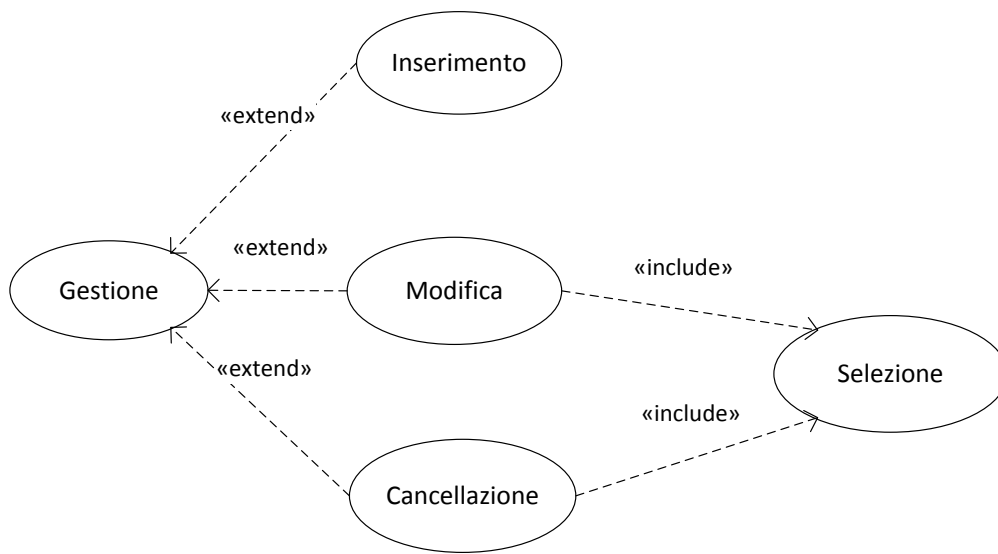 Inserimento
«extend»
«extend»
«include»
Gestione
Modifica
«extend»
Selezione
«include»
Cancellazione